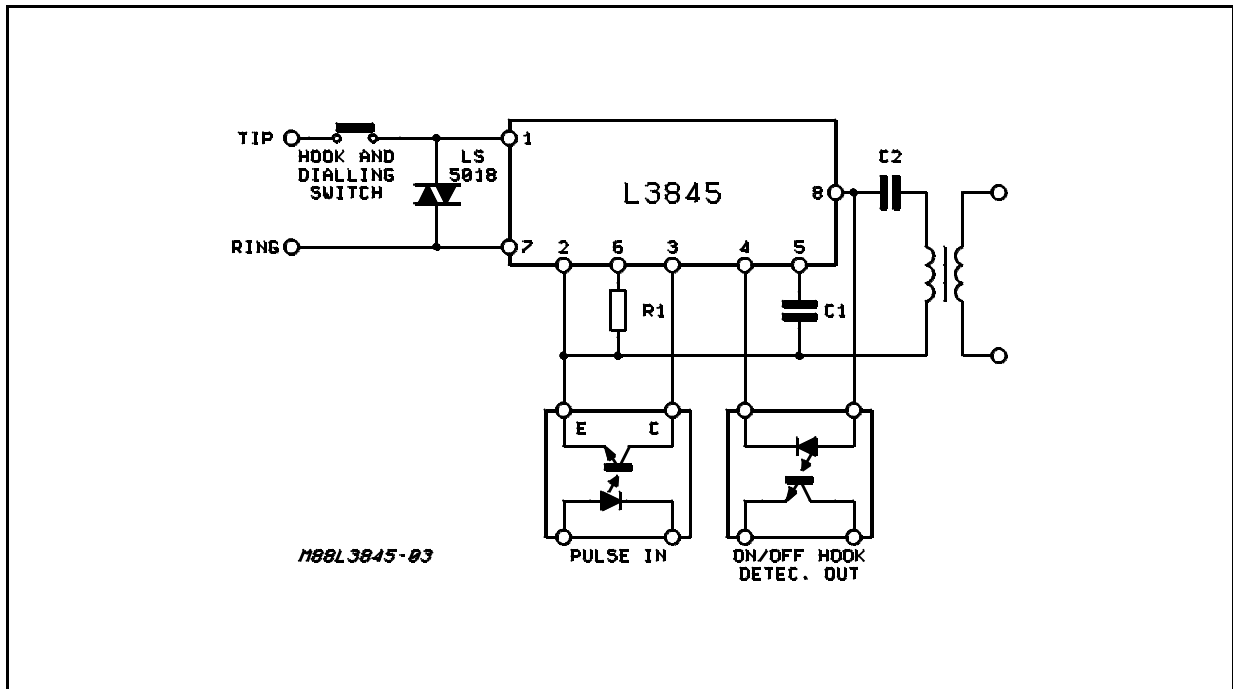 TIP
HOOK AND
DIALLING
SWITCH
LS
5018
1
L3845
8
C2
RING
7
2
6
3
4
5
R1
C1
E
C
PULSE IN
ON/OFF HOOK
DETEC. OUT
M88L3845-03